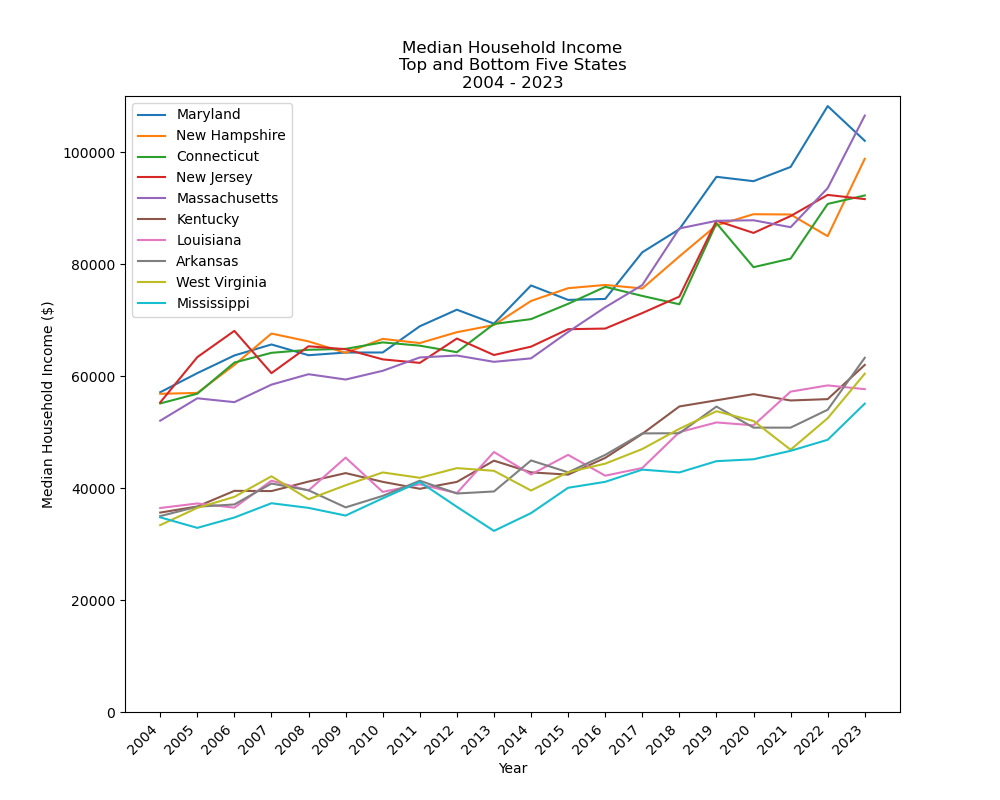 Median Household Income
Top and Bottom Five States
2004 - 2023
Maryland
New Hampshire
Connecticut
New Jersey
Massachusetts
Kentucky
Louisiana
Arkansas
West Virginia
Mississippi
Median Household Income ($)
100000
80000
60000
40000
20000
0
2004 2005 2006 2007 2008 2009 2010 2011 2012 2013 2014 2015 2016 2017 2018 2019 2020 2021 2022 2023
Year